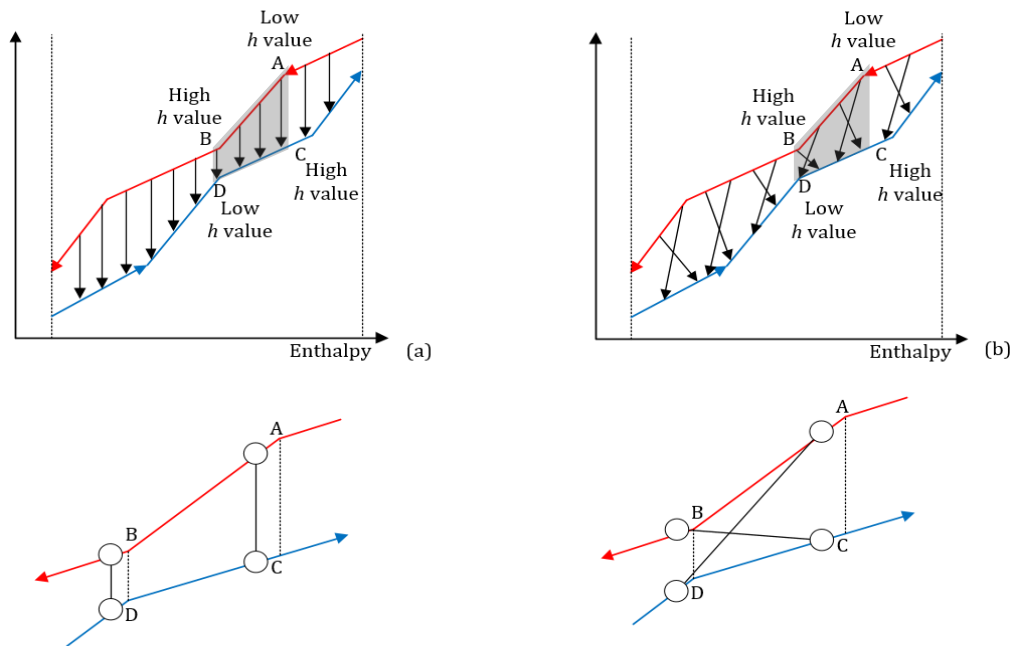 Low
h value
A
High
h value
B
C
D
High
h value
Low
h value
Enthalpy
(a)
Low
h value
A
High
h value
B
C
D
High
h value
Low
h value
Enthalpy
(b)
A
B
C
D
A
B
C
D